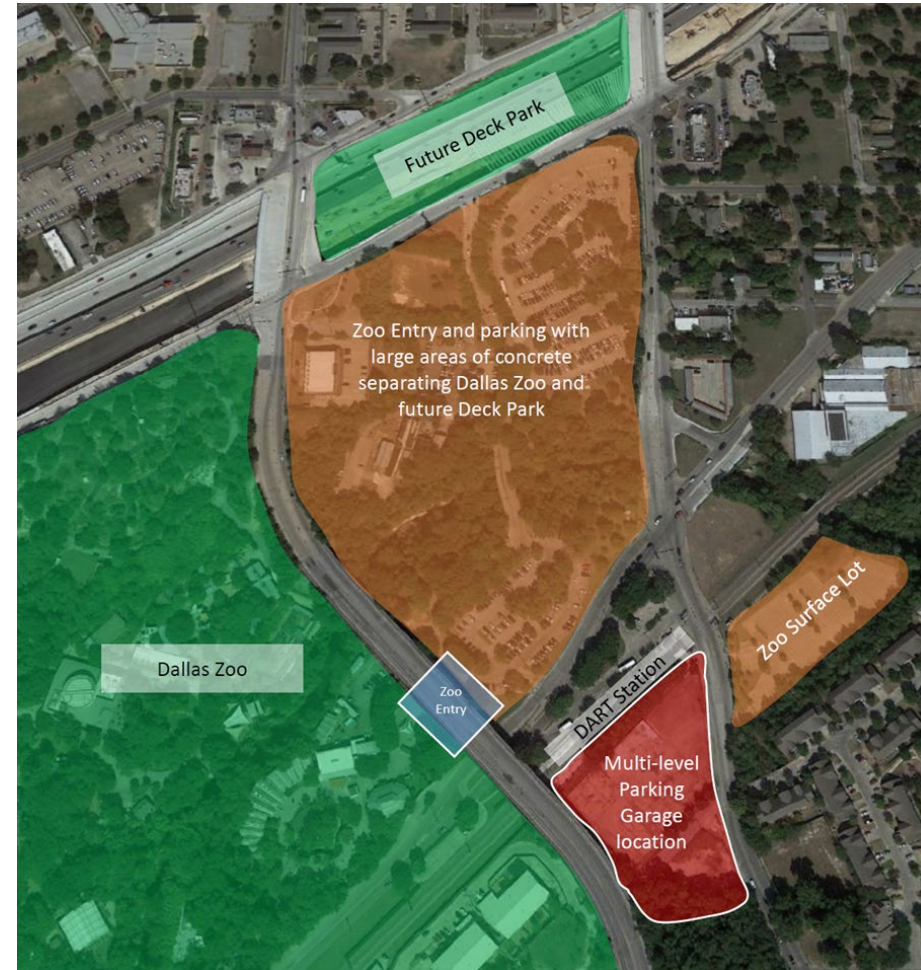 Future Deck Park
Zoo Entry and parking with
large areas of concrete
separating Dallas Zoo and
future Deck Park
Zoo Surface Lot
Dallas Zoo
Zoo
Entry
DART Station
Multi-level
Parking
Garage
location